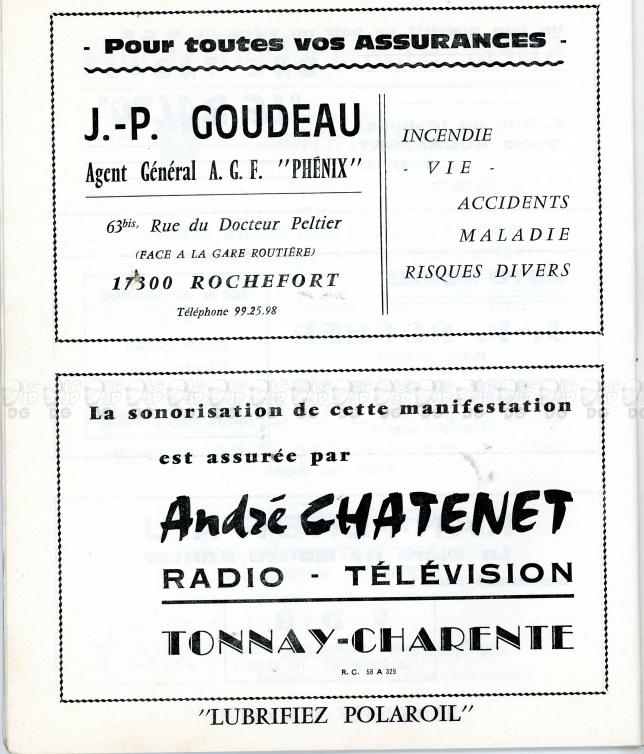 - Pour toutes vos ASSURANCES -
J.-P. GOUDEAU
Agent Général A. G. F. "PHÉNIX"
63bis, Rue du Docteur Peltier
(FACE A LA GARE ROUTIÈRE)
17300 ROCHEFORT
Téléphone 99.25.98
INCENDIE
- VIE -
ACCIDENTS
MALADIE
RISQUES DIVERS
La sonorisation de cette manifestation
est assurée par
André CHATENET
RADIO - TÉLÉVISION
TONNAY-CHARENTE
R. C. 58 A 329
"LUBRIFIEZ POLAROIL"